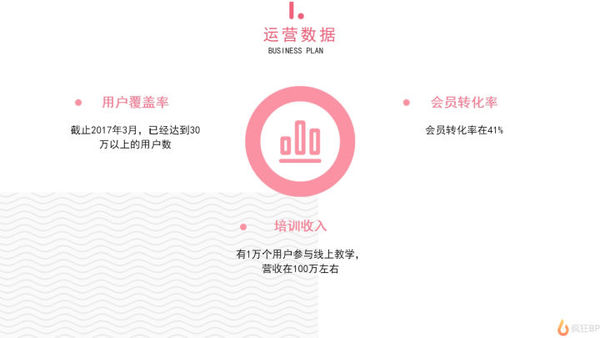 运营数据
BUSINESS PLAN
用户覆盖率
截止2017年3月，已经达到30
万以上的用户数
会员转化率
会员转化率在41%
培训收入
有1万个用户参与线上教学，
营收在100万左右
疯狂BP